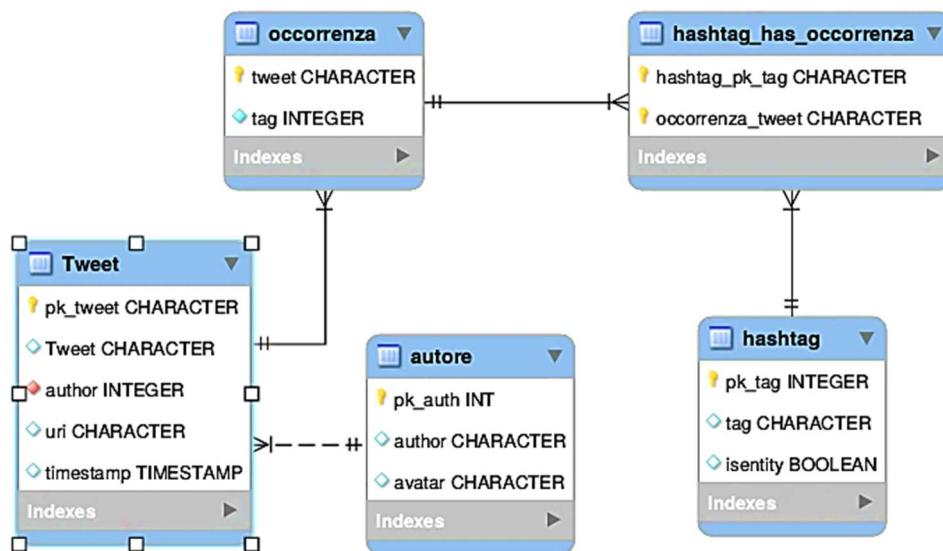 occorrenza
tweet CHARACTER
tag INTEGER
Indexes
hashtag_has_occorrenza
hashtag_pk_tag CHARACTER
occorrenza_tweet CHARACTER
Indexes
Tweet
pk_tweet CHARACTER
Tweet CHARACTER
author INTEGER
uri CHARACTER
timestamp TIMESTAMP
Indexes
autore
pk_auth INT
author CHARACTER
avatar CHARACTER
Indexes
hashtag
pk_tag INTEGER
tag CHARACTER
isentity BOOLEAN
Indexes